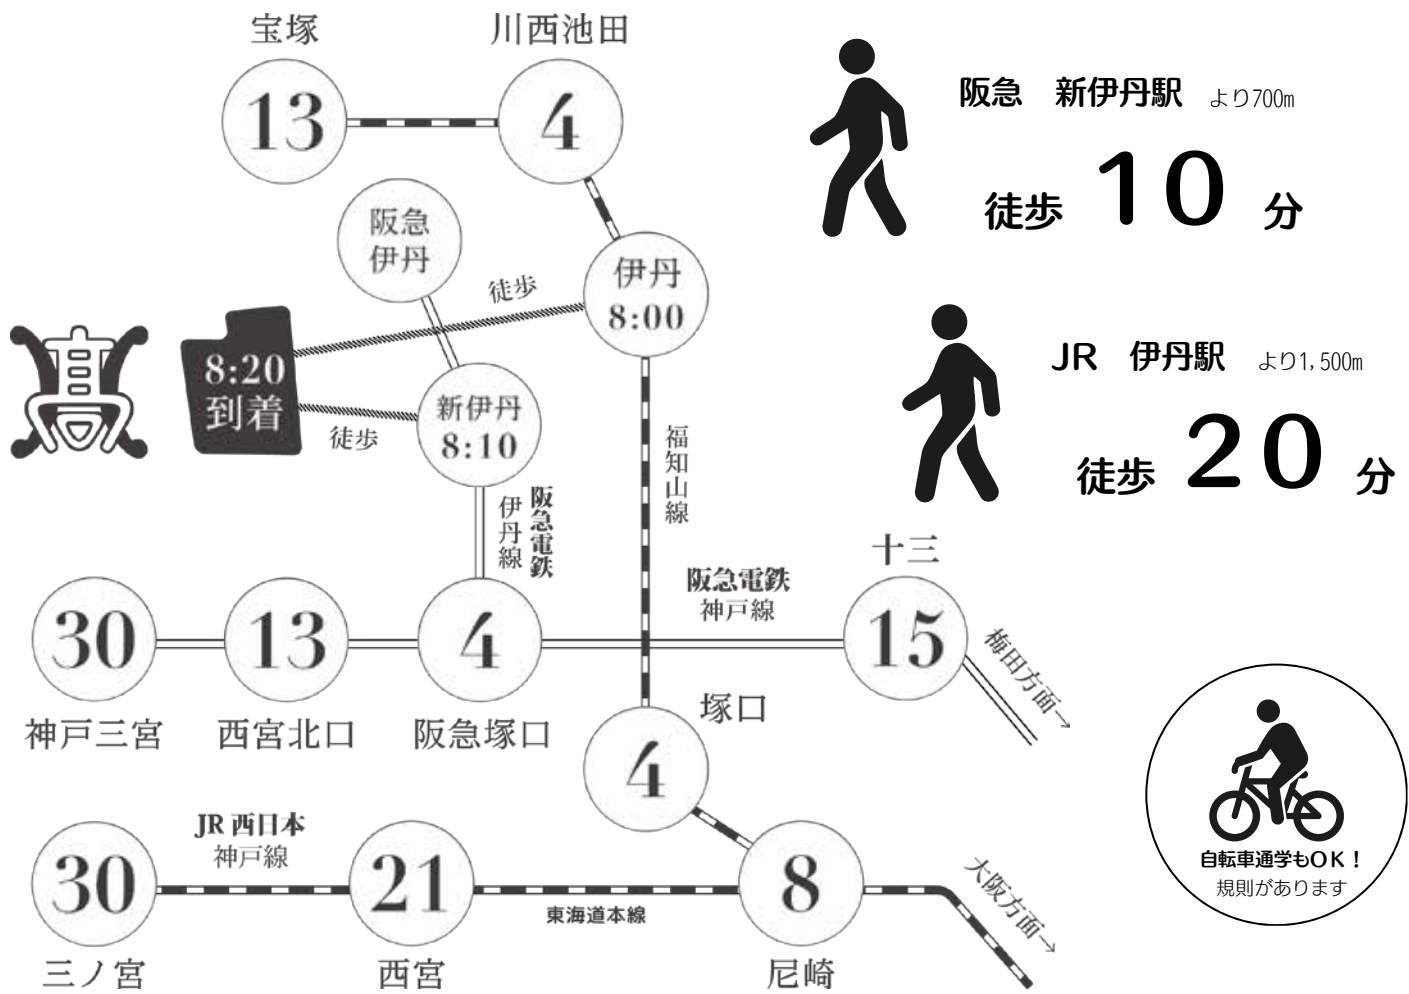 宝塚
13
川西池田
4
阪急
伊丹
伊丹
8:00
徒歩
高
8:20
到着
徒歩
新伊丹
8:10
阪急電鉄
伊丹線
福知山線
阪急電鉄
神戸線
十三
15
梅田方面→
30
神戸三宮
13
西宮北口
4
阪急塚口
塚口
4
JR 西日本
神戸線
30
三ノ宮
21
西宮
東海道本線
8
尼崎
大阪方面→
阪急 新伊丹駅 より700m
徒歩 10 分
JR 伊丹駅 より1,500m
徒歩 20 分
自転車通学もOK！
規則があります